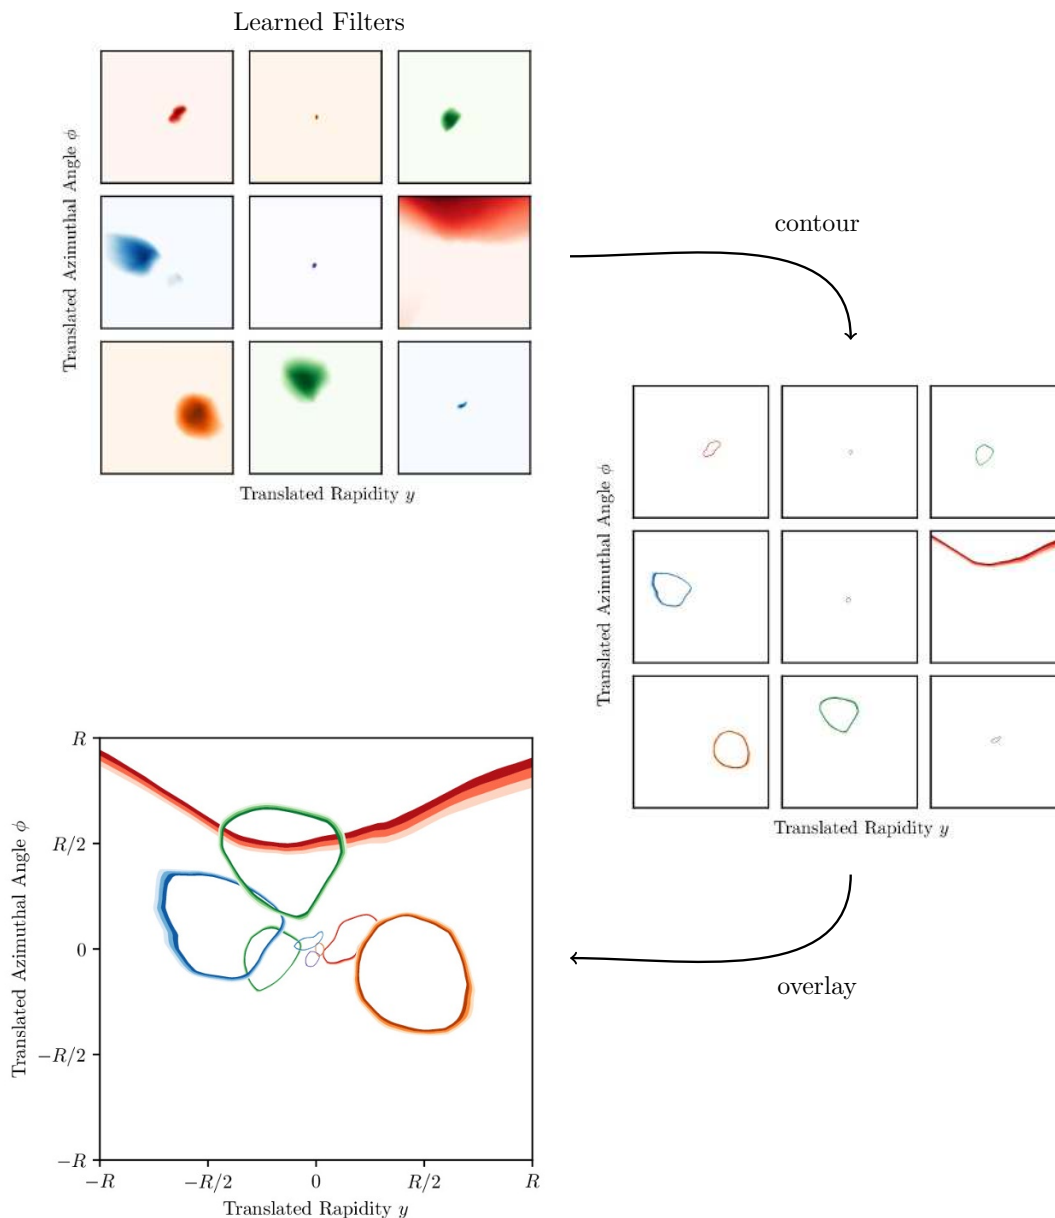 Learned Filters
Translated Azimuthal Angle ϕ
Translated Rapidity y
contour
Translated Azimuthal Angle ϕ
Translated Rapidity y
overlay
Translated Azimuthal Angle ϕ
R
R/2
0
−R/2
−R
−R −R/2 0 R/2 R
Translated Rapidity y